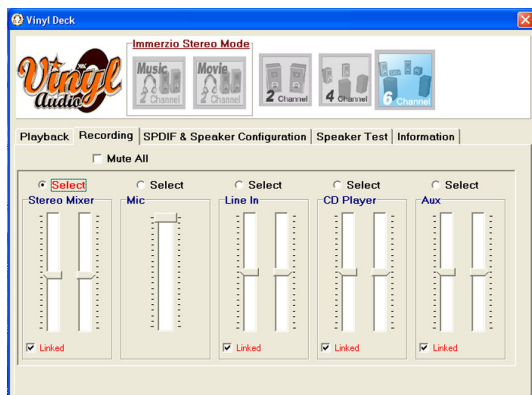 Vinyl Deck
Immerzio Stereo Mode
Vinyl
Audio
Music
2 Channel
Movie
2 Channel
2 Channel
4 Channel
6 Channel
Playback Recording SPDIF & Speaker Configuration Speaker Test Information
Mute All
Select Select Select Select Select
Stereo Mixer Mic Line In CD Player Aux
Linked Linked Linked Linked